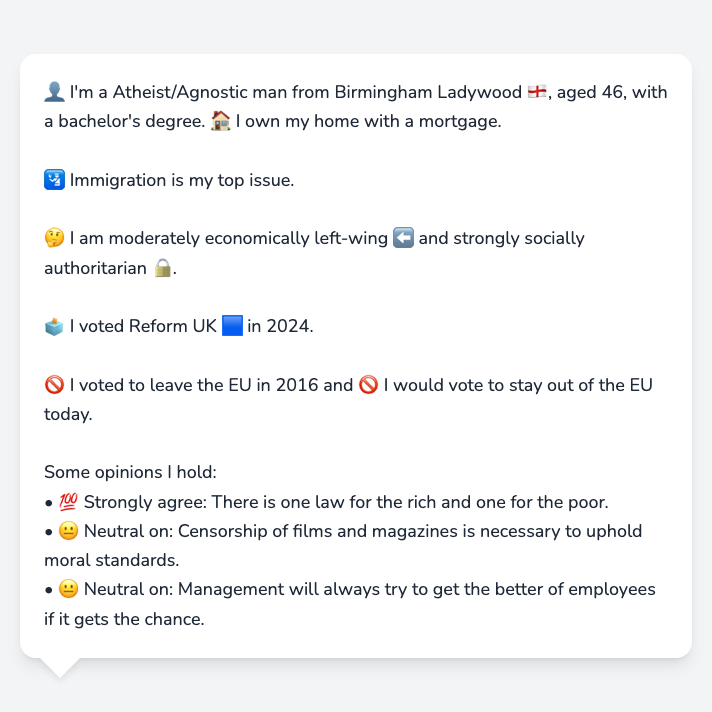 👤 I'm a Atheist/Agnostic man from Birmingham Ladywood 🏴󠁧󠁢󠁥󠁮󠁧󠁿, aged 46, with
a bachelor's degree. 🏠 I own my home with a mortgage.
🛂 Immigration is my top issue.
🤔 I am moderately economically left-wing ⬅️ and strongly socially
authoritarian 🔒.
🗳️ I voted Reform UK 🟦 in 2024.
🚫 I voted to leave the EU in 2016 and 🚫 I would vote to stay out of the EU
today.
Some opinions I hold:
• 💯 Strongly agree: There is one law for the rich and one for the poor.
• 😐 Neutral on: Censorship of films and magazines is necessary to uphold
moral standards.
• 😐 Neutral on: Management will always try to get the better of employees
if it gets the chance.